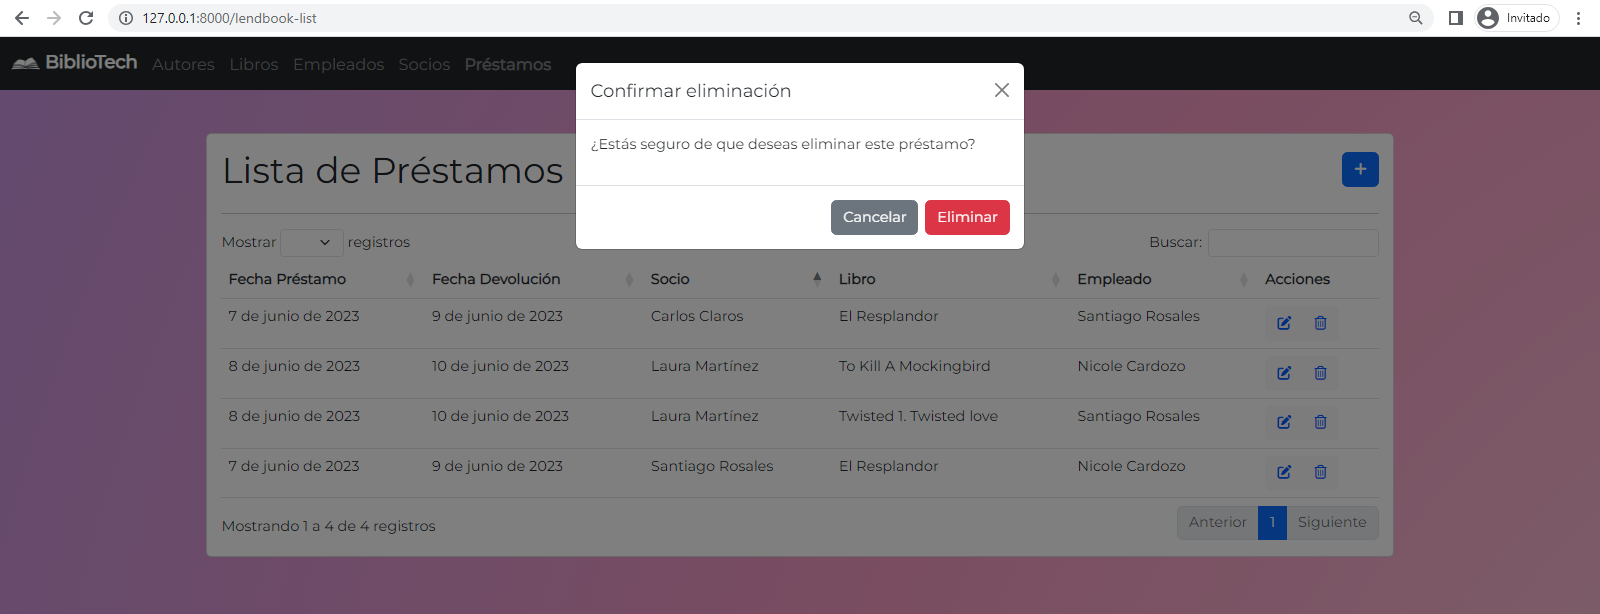 127.0.0.1:8000/lendbook-list
Invitado
BiblioTech Autores Libros Empleados Socios Préstamos
Confirmar eliminación
¿Estás seguro de que deseas eliminar este préstamo?
Cancelar Eliminar
Lista de Préstamos
+
Mostrar registros Buscar:
Fecha Préstamo Fecha Devolución Socio Libro Empleado Acciones
7 de junio de 2023 9 de junio de 2023 Carlos Claros El Resplandor Santiago Rosales
8 de junio de 2023 10 de junio de 2023 Laura Martínez To Kill A Mockingbird Nicole Cardozo
8 de junio de 2023 10 de junio de 2023 Laura Martínez Twisted 1. Twisted love Santiago Rosales
7 de junio de 2023 9 de junio de 2023 Santiago Rosales El Resplandor Nicole Cardozo
Mostrando 1 a 4 de 4 registros Anterior 1 Siguiente